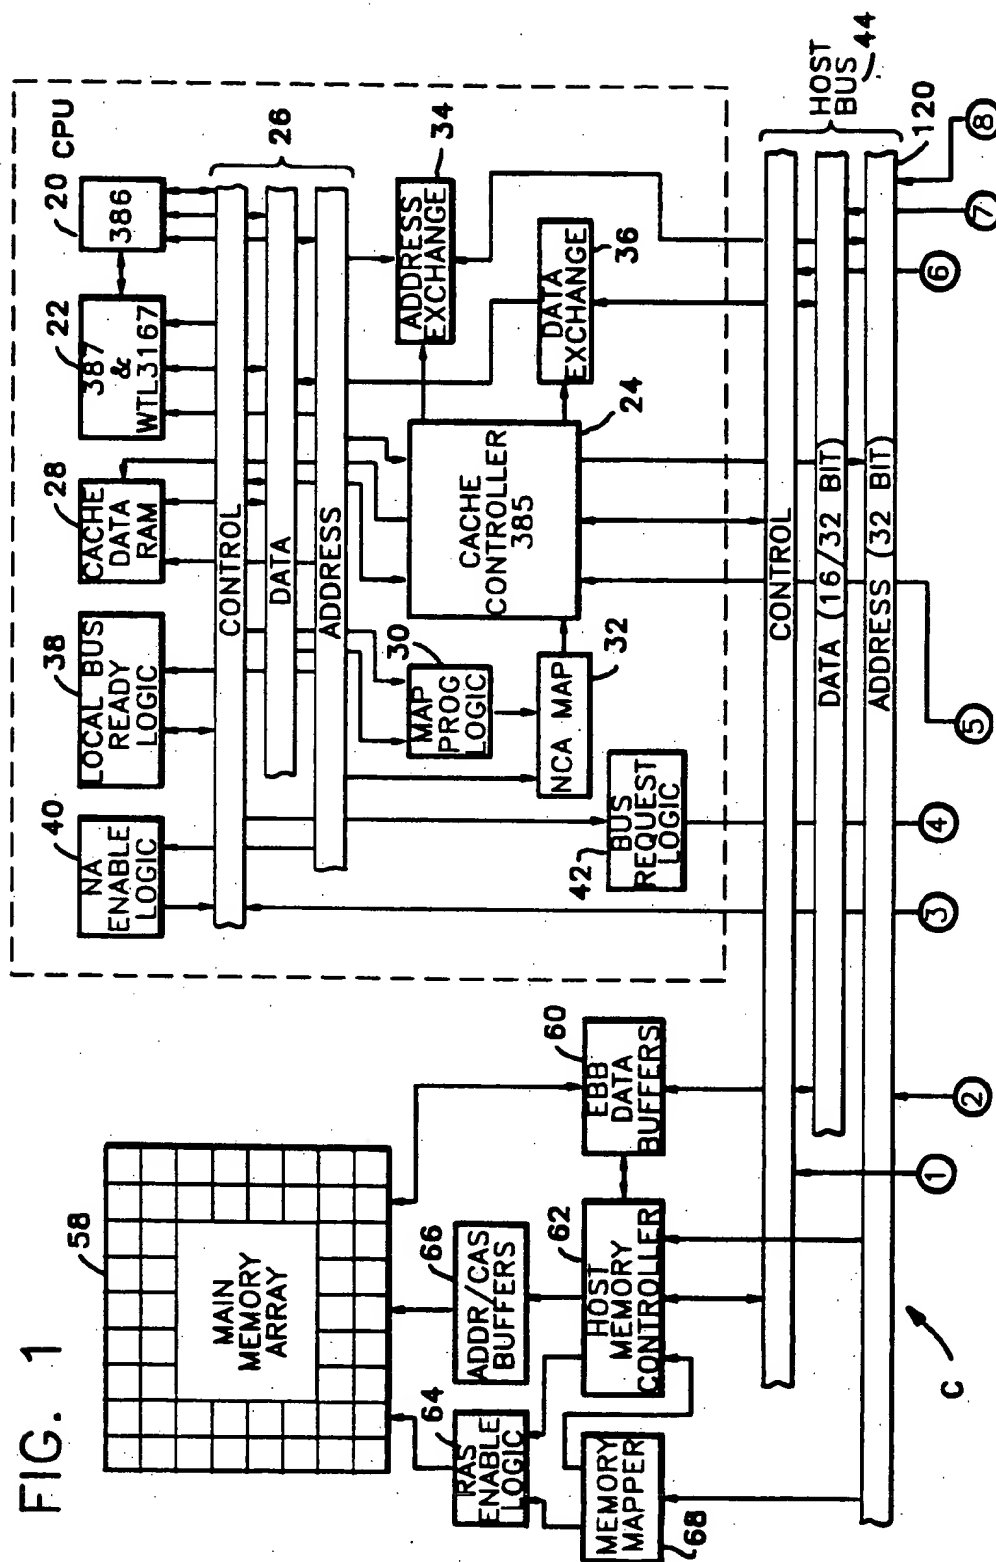 FIG. 1
58
MAIN
MEMORY
ARRAY
64
RAS
ENABLE
LOGIC
66
ADDR/CAS
BUFFERS
MEMORY
MAPPER
68
62
HOST
MEMORY
CONTROLLER
60
EBB
DATA
BUFFERS
40
NA
ENABLE
LOGIC
38
LOCAL BUS
READY
LOGIC
28
CACHE
DATA
RAM
22
387
&
WTL3167
20
386
CPU
CONTROL
DATA
ADDRESS
26
30
MAP
PROG
LOGIC
NCA MAP
32
42
BUS
REQUEST
LOGIC
CACHE
CONTROLLER
385
24
ADDRESS
EXCHANGE
34
DATA
EXCHANGE
36
CONTROL
DATA (16/32 BIT)
ADDRESS (32 BIT)
HOST
BUS
44
120
C
1
2
3
4
5
6
7
8